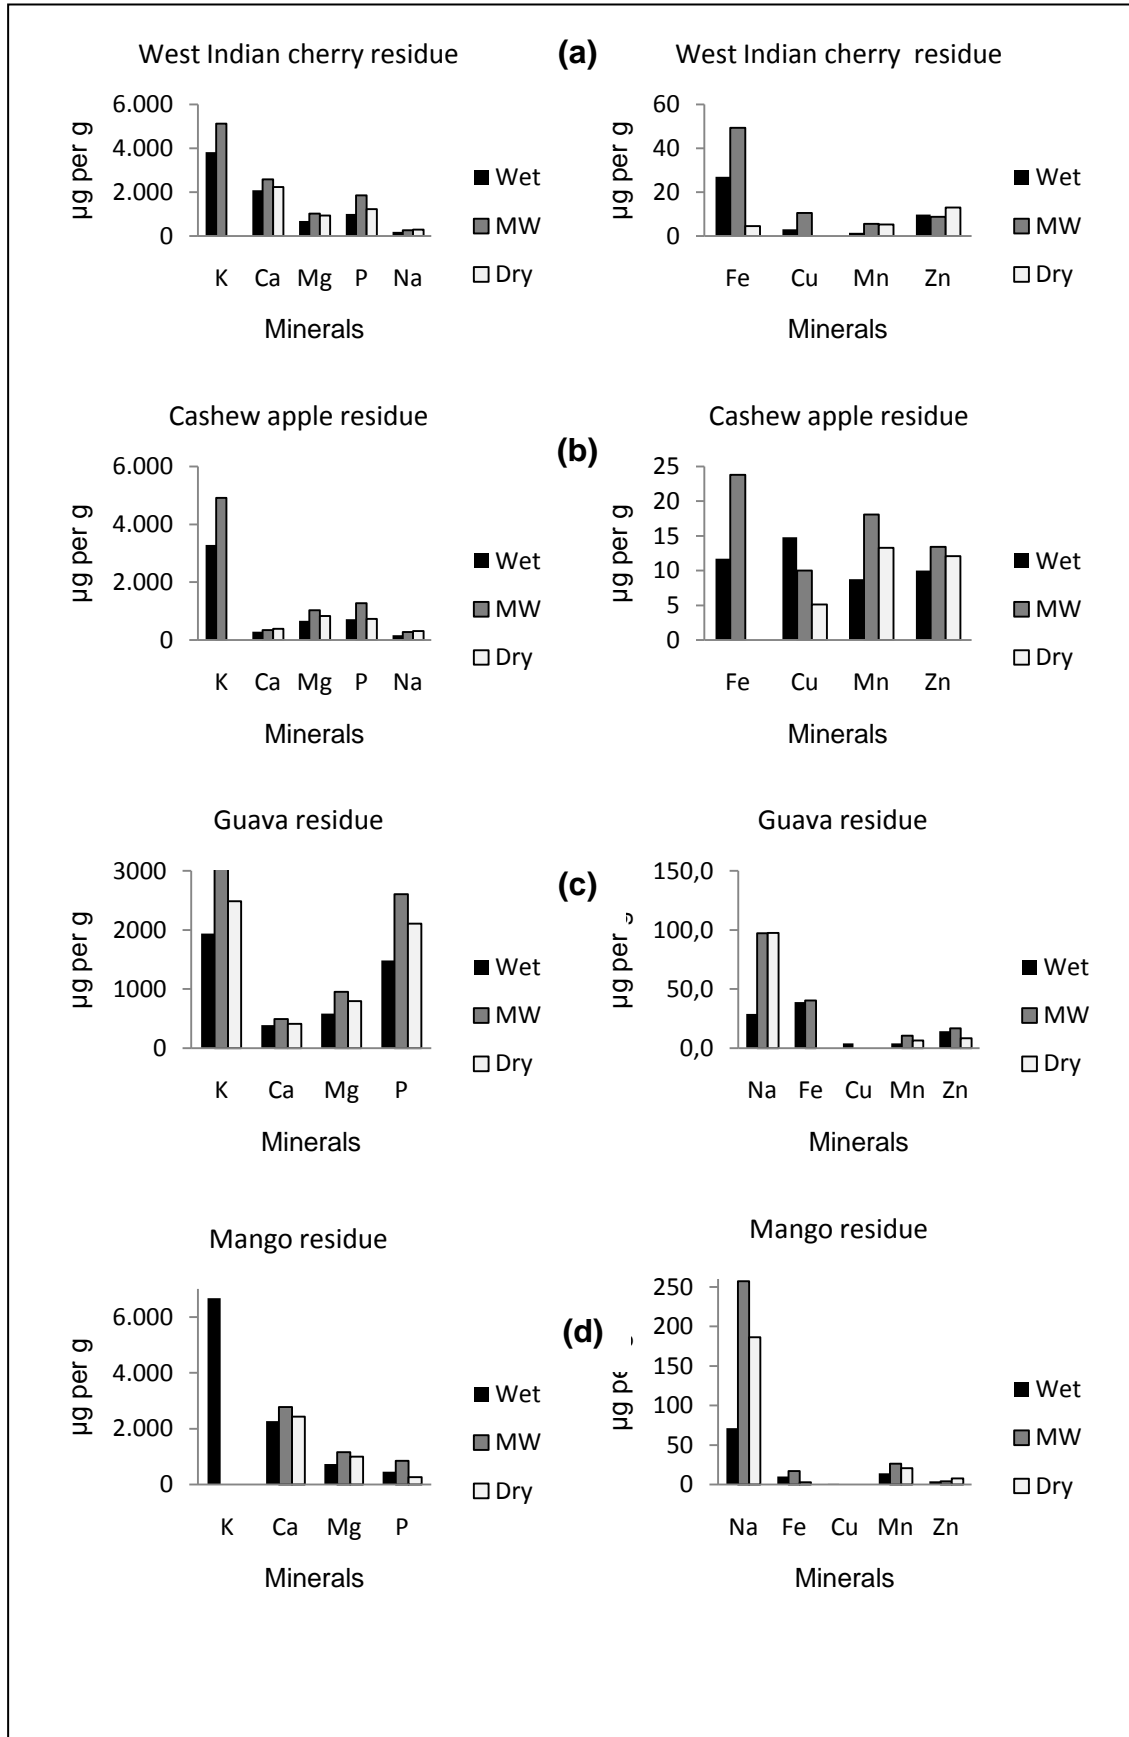 West Indian cherry residue
(a)
West Indian cherry residue
µg per g
6.000
4.000
2.000
0
K Ca Mg P Na
Minerals
Wet
MW
Dry
µg per g
60
40
20
0
Fe Cu Mn Zn
Minerals
Wet
MW
Dry
Cashew apple residue
(b)
Cashew apple residue
µg per g
6.000
4.000
2.000
0
K Ca Mg P Na
Minerals
Wet
MW
Dry
µg per g
25
20
15
10
5
0
Fe Cu Mn Zn
Minerals
Wet
MW
Dry
Guava residue
(c)
Guava residue
µg per g
3000
2000
1000
0
K Ca Mg P
Minerals
Wet
MW
Dry
µg per
150,0
100,0
50,0
0,0
Na Fe Cu Mn Zn
Minerals
Wet
MW
Dry
Mango residue
(d)
Mango residue
µg per g
6.000
4.000
2.000
0
K Ca Mg P
Minerals
Wet
MW
Dry
µg pe
250
200
150
100
50
0
Na Fe Cu Mn Zn
Minerals
Wet
MW
Dry